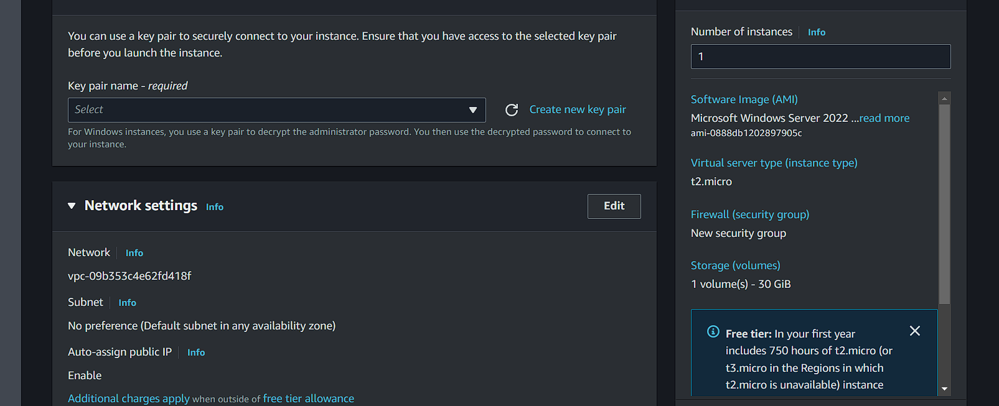 You can use a key pair to securely connect to your instance. Ensure that you have access to the selected key pair
before you launch the instance.
Key pair name - required
Select
Create new key pair
For Windows instances, you use a key pair to decrypt the administrator password. You then use the decrypted password to connect to
your instance.
Network settings Info
Edit
Network Info
vpc-09b353c4e62fd418f
Subnet Info
No preference (Default subnet in any availability zone)
Auto-assign public IP Info
Enable
Additional charges apply when outside of free tier allowance
Number of instances Info
1
Software Image (AMI)
Microsoft Windows Server 2022 ...read more
ami-0888db1202897905c
Virtual server type (instance type)
t2.micro
Firewall (security group)
New security group
Storage (volumes)
1 volume(s) - 30 GiB
Free tier: In your first year
includes 750 hours of t2.micro (or
t3.micro in the Regions in which
t2.micro is unavailable) instance